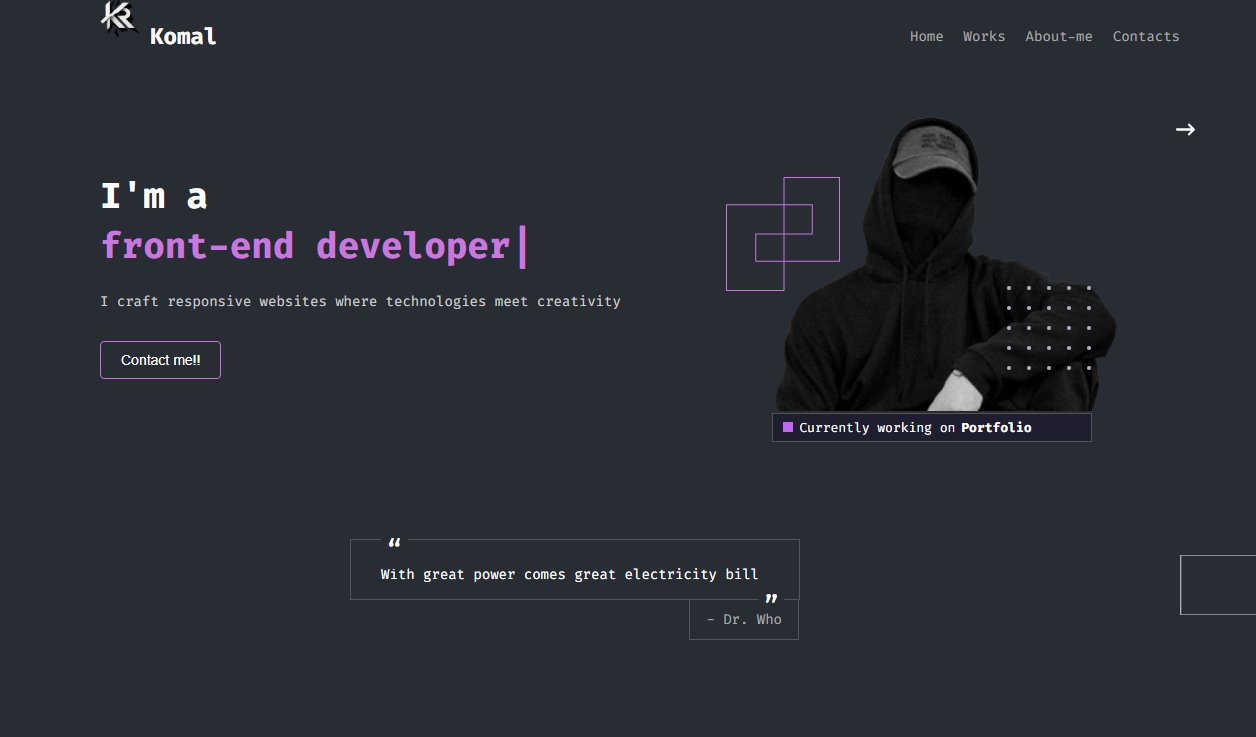 KR
Komal
Home Works About-me Contacts
I'm a
front-end developer|
I craft responsive websites where technologies meet creativity
Contact me!!
Currently working on Portfolio
“
With great power comes great electricity bill
”
- Dr. Who